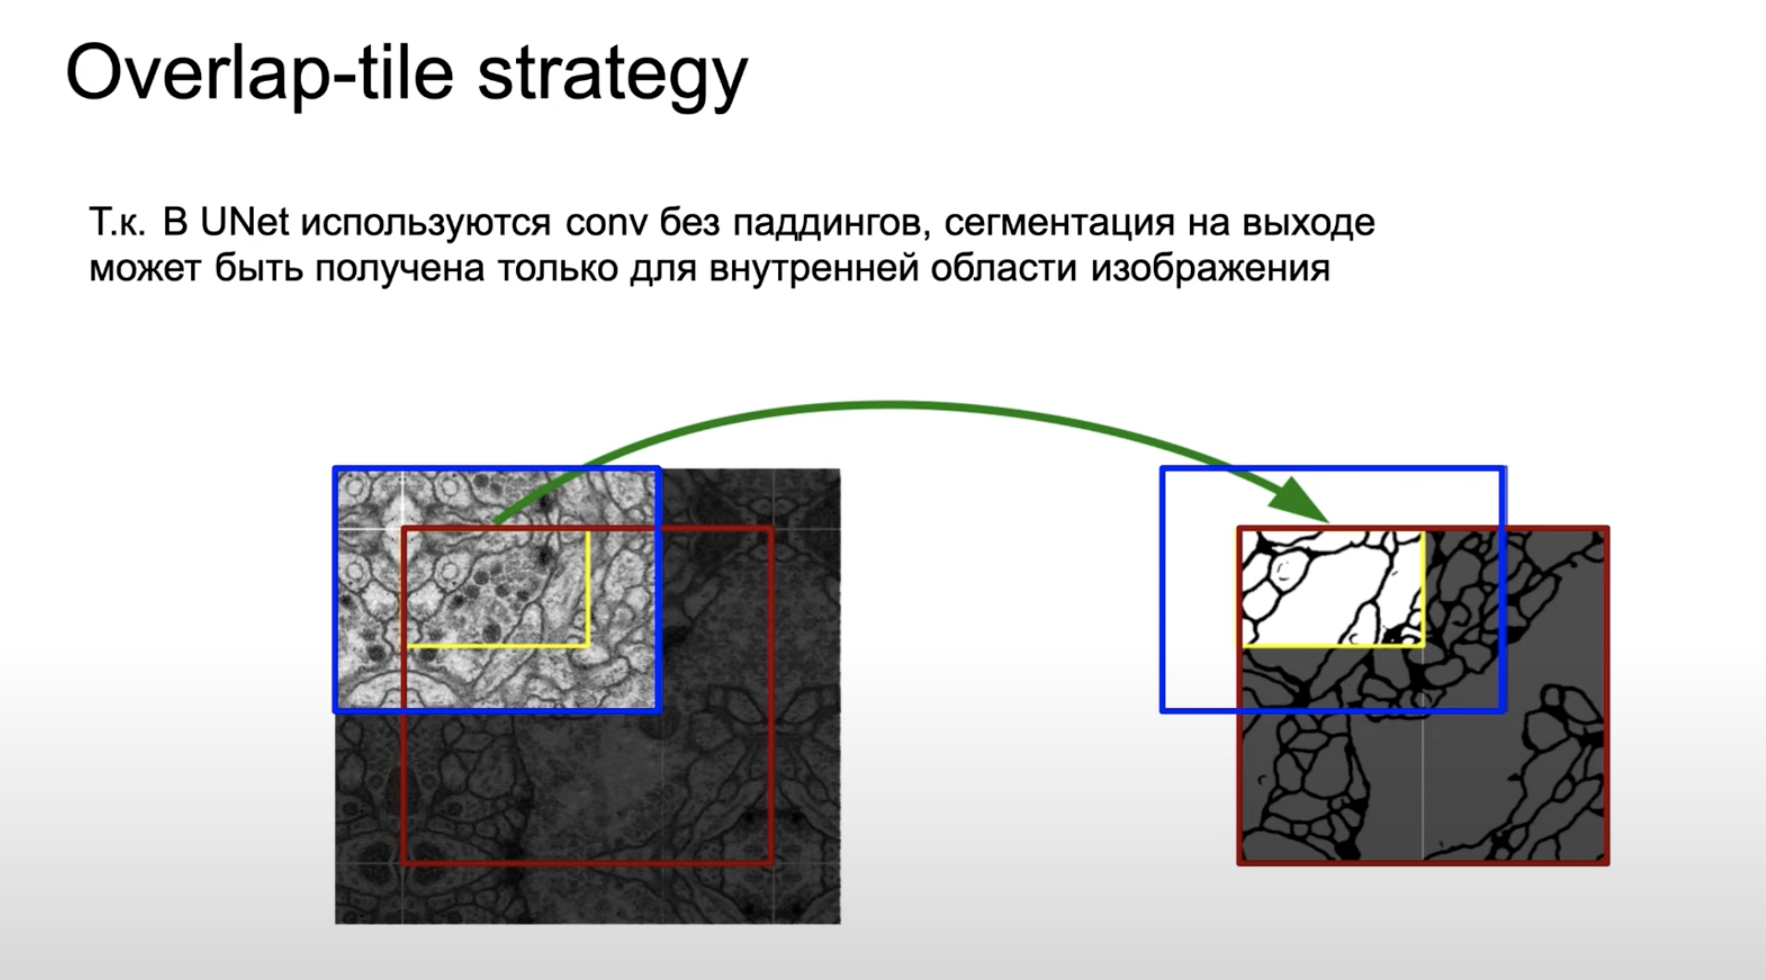 Overlap-tile strategy
Т.к. В UNet используются conv без паддингов, сегментация на выходе
может быть получена только для внутренней области изображения